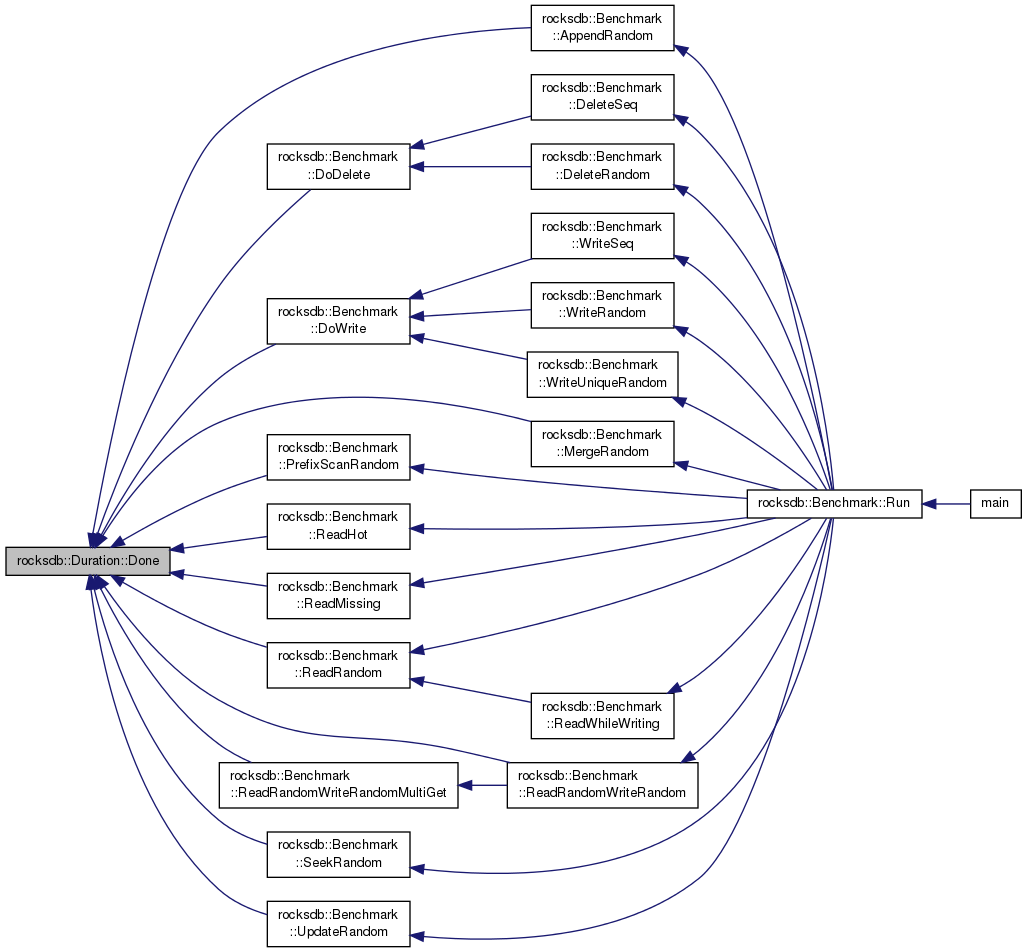 rocksdb::Benchmark
::AppendRandom
rocksdb::Benchmark
::DeleteSeq
rocksdb::Benchmark
::DoDelete
rocksdb::Benchmark
::DeleteRandom
rocksdb::Benchmark
::WriteSeq
rocksdb::Benchmark
::DoWrite
rocksdb::Benchmark
::WriteRandom
rocksdb::Benchmark
::WriteUniqueRandom
rocksdb::Benchmark
::MergeRandom
rocksdb::Benchmark
::PrefixScanRandom
rocksdb::Benchmark::Run
main
rocksdb::Benchmark
::ReadHot
rocksdb::Duration::Done
rocksdb::Benchmark
::ReadMissing
rocksdb::Benchmark
::ReadRandom
rocksdb::Benchmark
::ReadWhileWriting
rocksdb::Benchmark
::ReadRandomWriteRandomMultiGet
rocksdb::Benchmark
::ReadRandomWriteRandom
rocksdb::Benchmark
::SeekRandom
rocksdb::Benchmark
::UpdateRandom